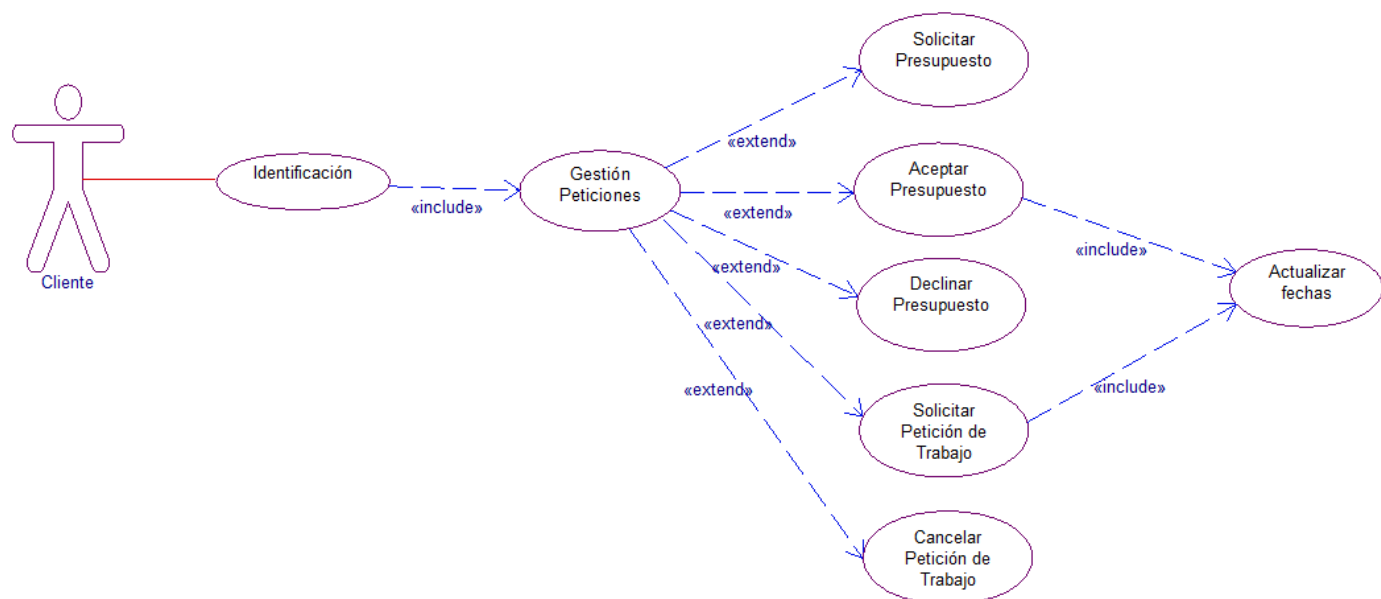 Solicitar
Presupuesto
«extend»
Identificación
«include»
Gestión
Peticiones
Aceptar
Presupuesto
«extend»
«include»
Cliente
«extend»
Declinar
Presupuesto
Actualizar
fechas
«extend»
«extend»
Solicitar
Petición de
Trabajo
«include»
Cancelar
Petición de
Trabajo